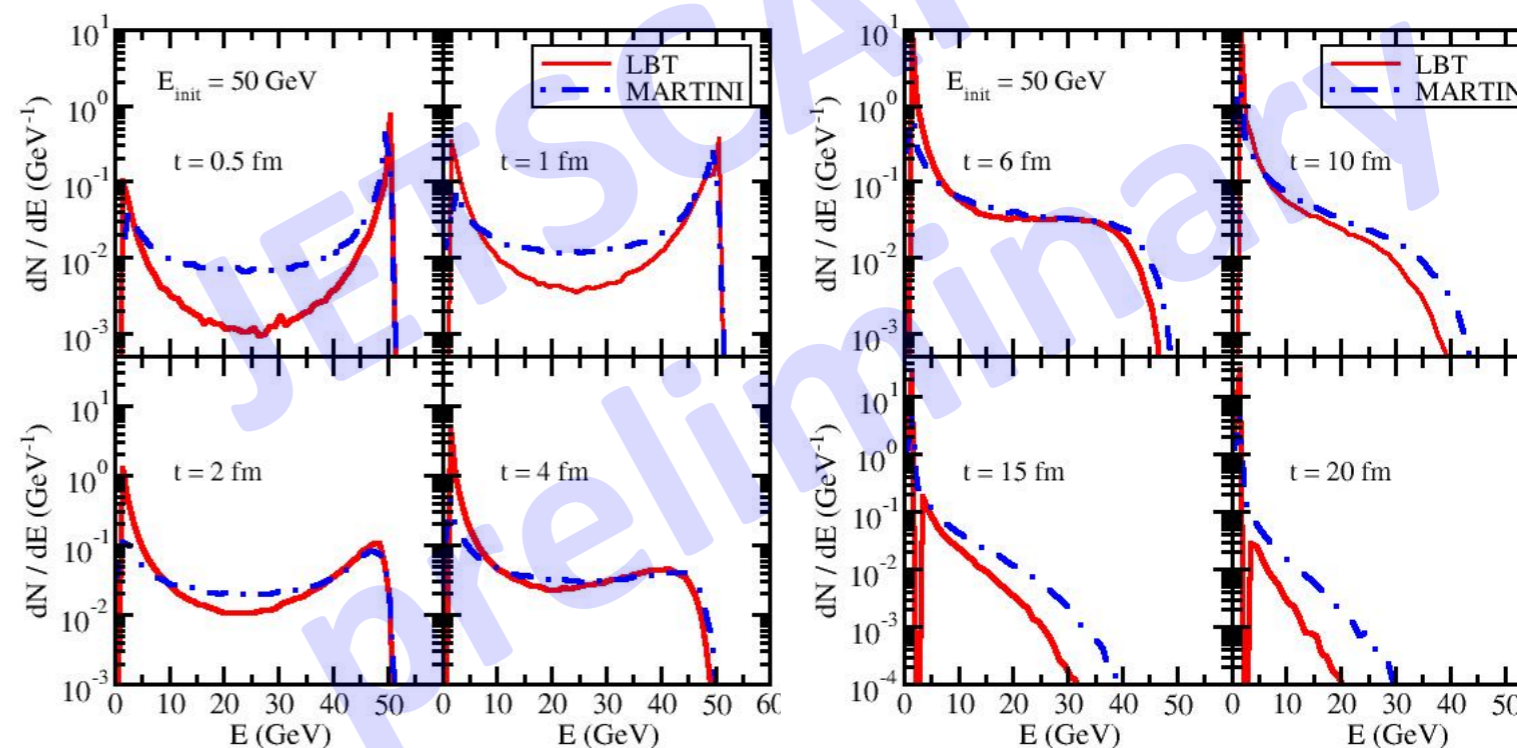 JETSCAPE
preliminary
10^1
10^0
10^-1
10^-2
10^-3
dN / dE (GeV^-1)
E_init = 50 GeV
t = 0.5 fm
LBT
MARTINI
t = 1 fm
10^1
10^0
10^-1
10^-2
10^-3
dN / dE (GeV^-1)
t = 2 fm
t = 4 fm
0 10 20 30 40 50 0 10 20 30 40 50
E (GeV) E (GeV)
10^1
10^0
10^-1
10^-2
10^-3
dN / dE (GeV^-1)
E_init = 50 GeV
t = 6 fm
LBT
MARTIN
t = 10 fm
10^1
10^0
10^-1
10^-2
10^-3
10^-4
dN / dE (GeV^-1)
t = 15 fm
t = 20 fm
0 10 20 30 40 50 0 10 20 30 40
E (GeV) E (GeV)